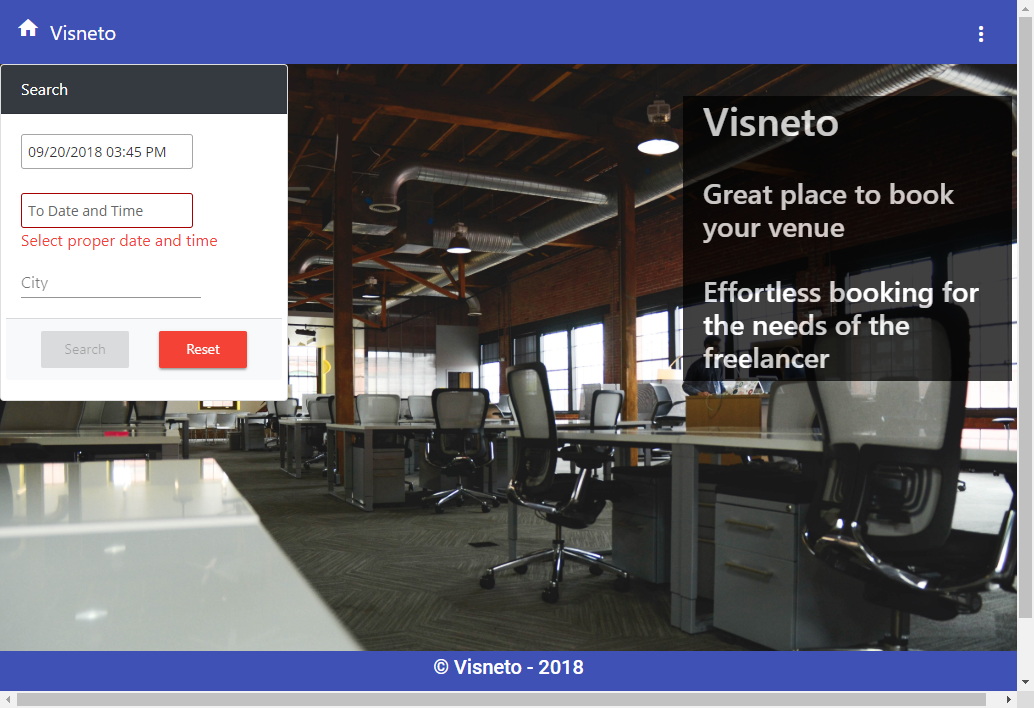 Visneto
Search
09/20/2018 03:45 PM
To Date and Time
Select proper date and time
City
Search
Reset
Visneto
Great place to book
your venue
Effortless booking for
the needs of the
freelancer
© Visneto - 2018